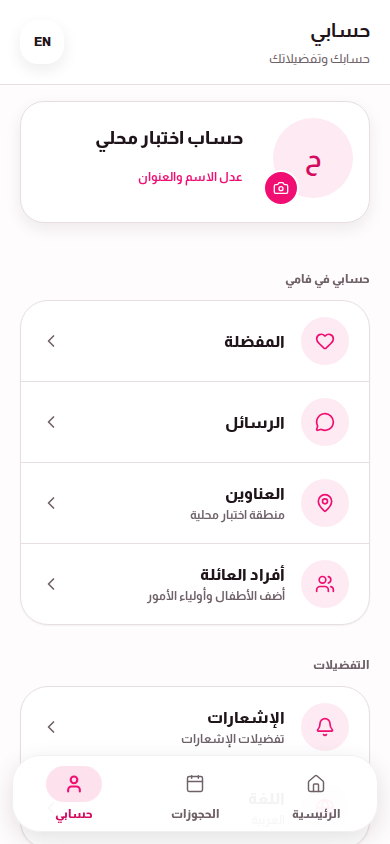 حسابي
حسابك وتفضيلاتك
EN
ح
حساب اختبار محلي
عدل الاسم والعنوان
حسابي في فامي
المفضلة
الرسائل
العناوين
منطقة اختبار محلية
أفراد العائلة
أضف الأطفال وأولياء الأمور
التفضيلات
الإشعارات
تفضيلات الإشعارات
اللغة
العربية
الرئيسية
الحجوزات
حسابي